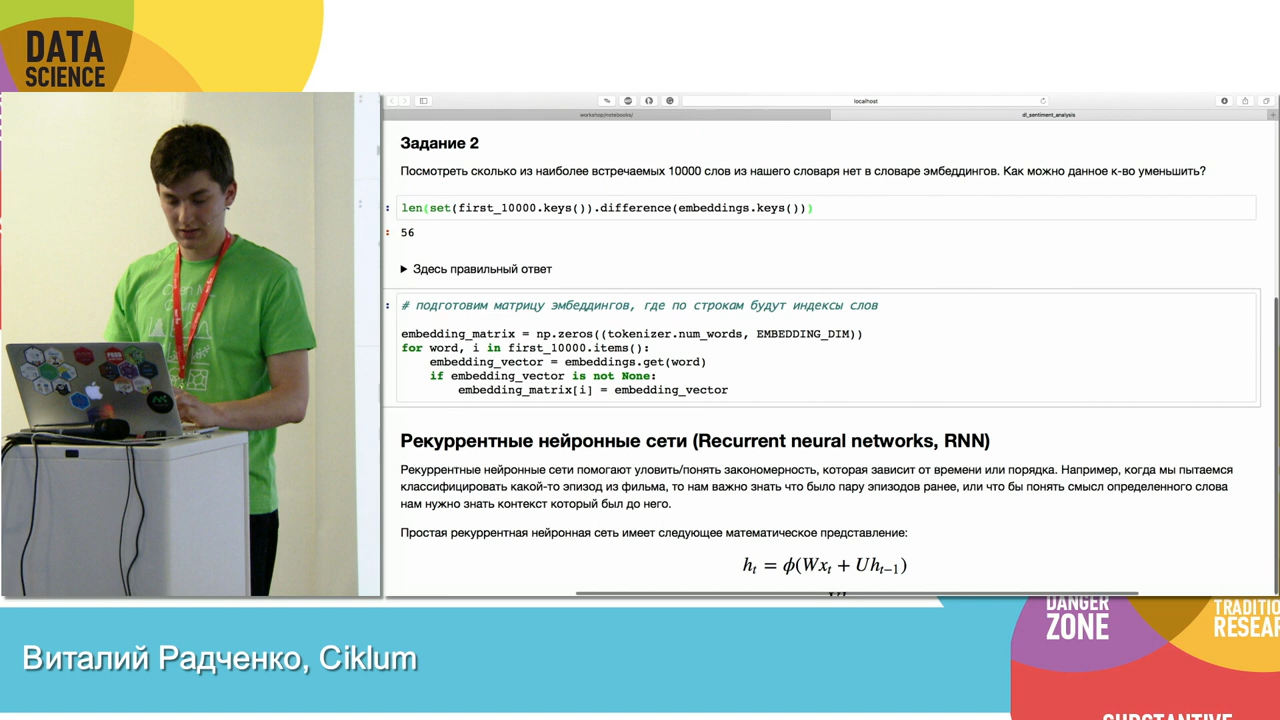 DATA
SCIENCE
localhost
workshop/notebooks/
dl_sentiment_analysis
Задание 2
Посмотреть сколько из наиболее встречаемых 10000 слов из нашего словаря нет в словаре эмбеддингов. Как можно данное к-во уменьшить?
len(set(first_10000.keys()).difference(embeddings.keys()))
56
▶ Здесь правильный ответ
# подготовим матрицу эмбеддингов, где по строкам будут индексы слов
embedding_matrix = np.zeros((tokenizer.num_words, EMBEDDING_DIM))
for word, i in first_10000.items():
    embedding_vector = embeddings.get(word)
    if embedding_vector is not None:
        embedding_matrix[i] = embedding_vector
Рекуррентные нейронные сети (Recurrent neural networks, RNN)
Рекуррентные нейронные сети помогают уловить/понять закономерность, которая зависит от времени или порядка. Например, когда мы пытаемся
классифицировать какой-то эпизод из фильма, то нам важно знать что было пару эпизодов ранее, или что бы понять смысл определенного слова
нам нужно знать контекст который был до него.
Простая рекуррентная нейронная сеть имеет следующее математическое представление:
h_t = ϕ(Wx_t + Uh_{t−1})
DANGER
ZONE
TRADITIO
RESEAR
SUBSTANTIVE
Виталий Радченко, Ciklum